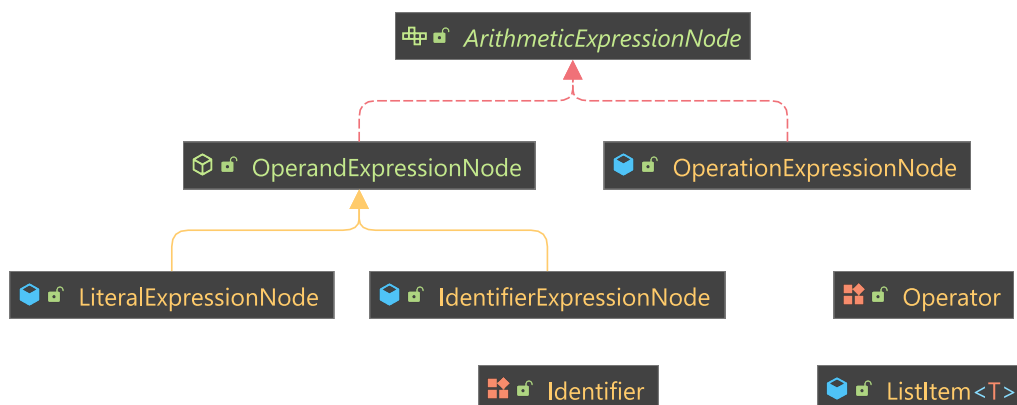 ArithmeticExpressionNode
OperandExpressionNode OperationExpressionNode
LiteralExpressionNode IdentifierExpressionNode Operator
Identifier ListItem<T>